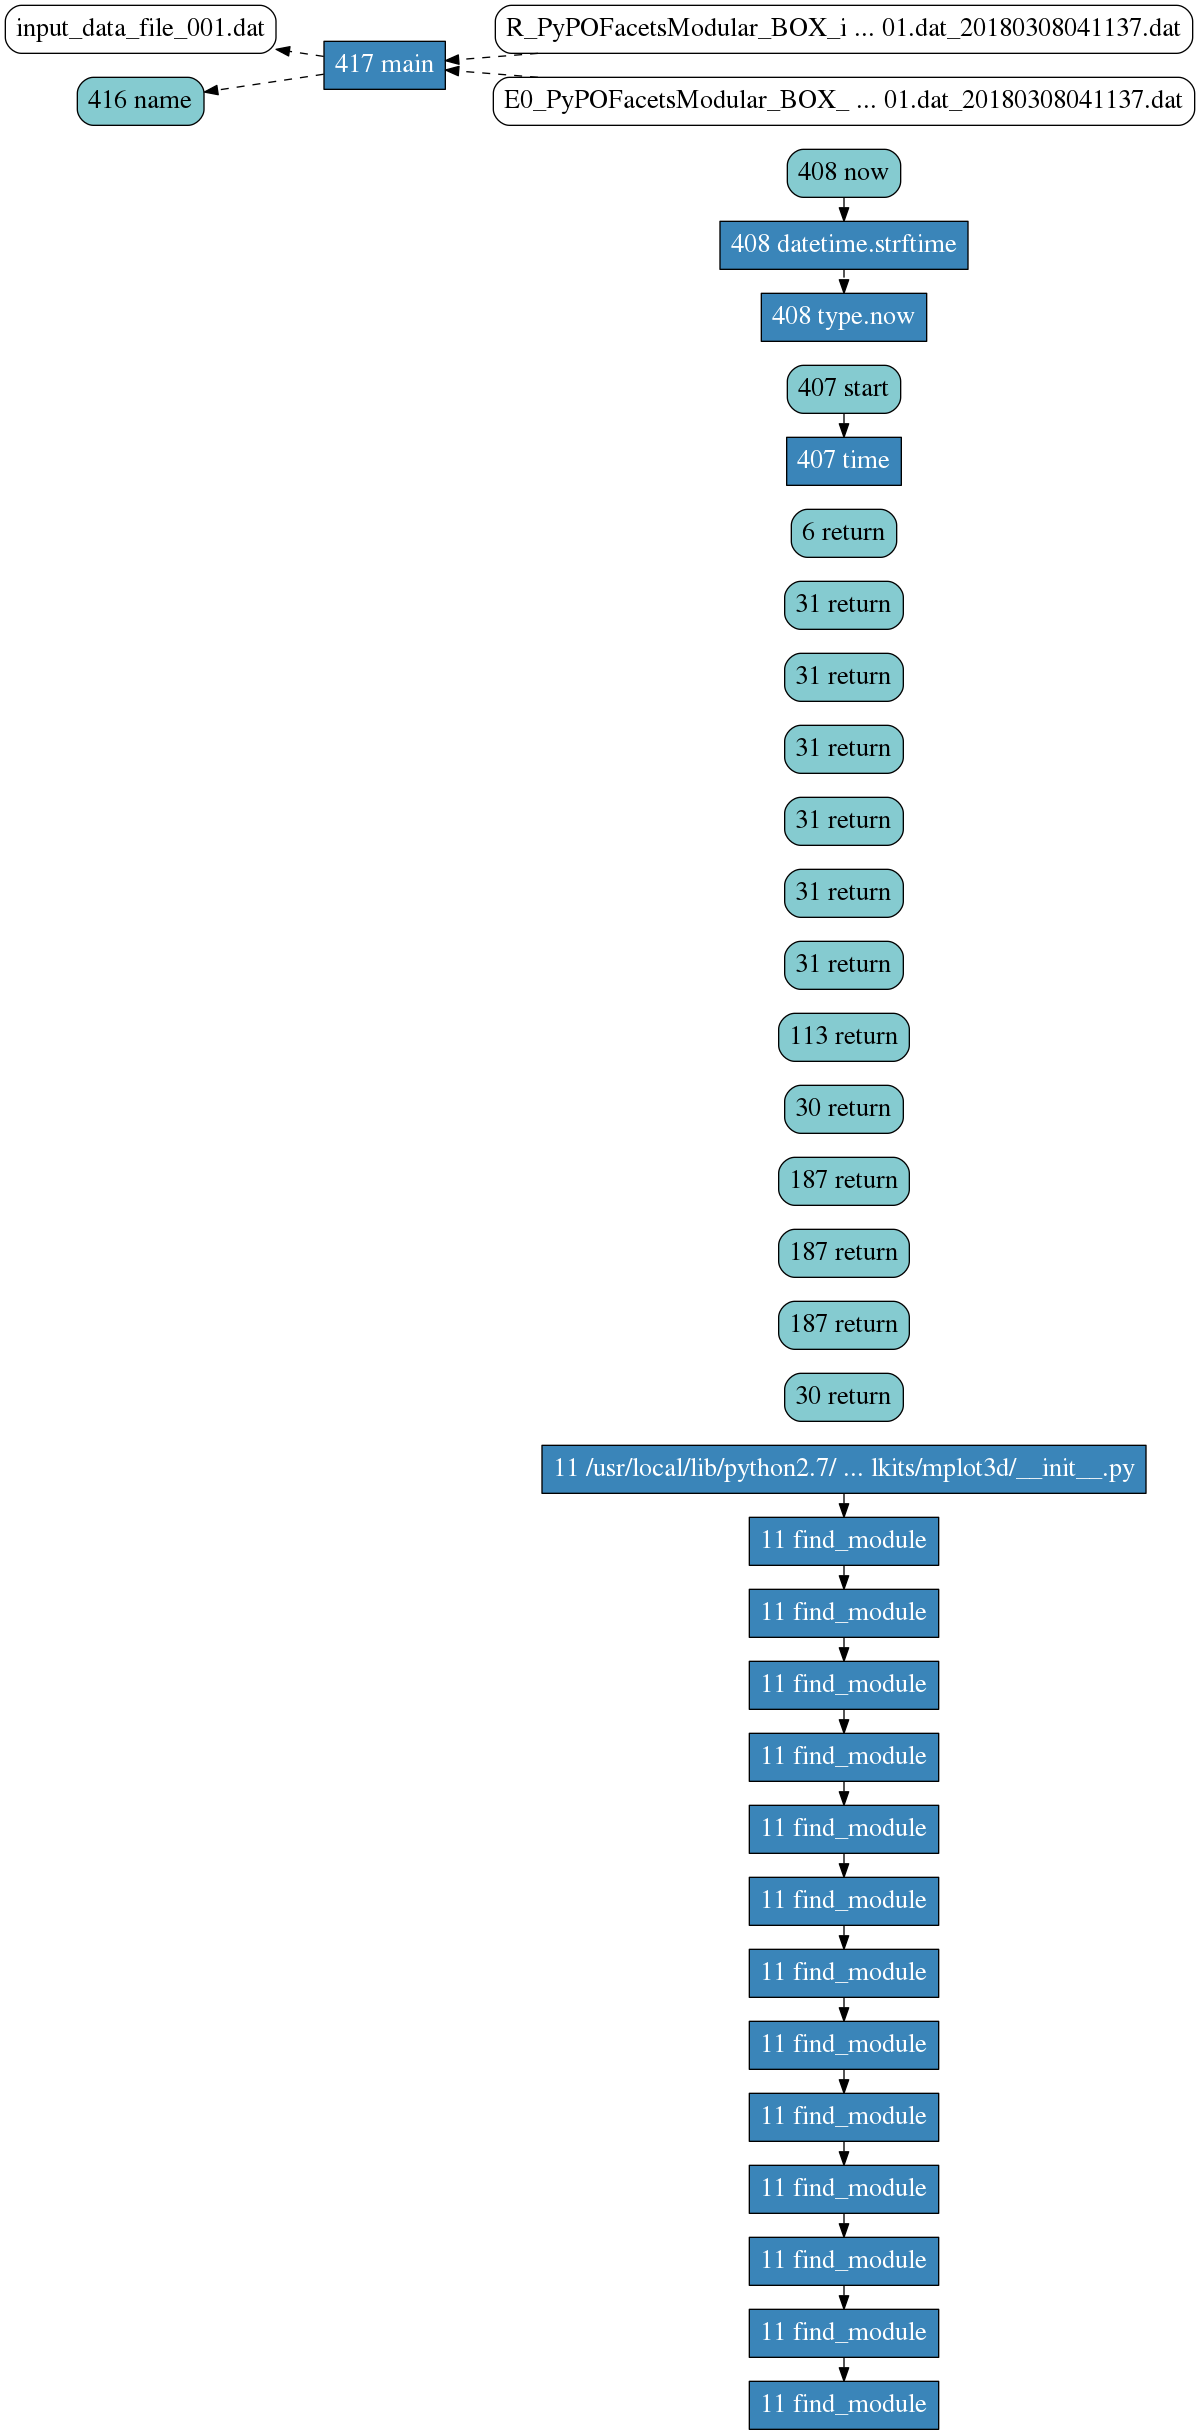 input_data_file_001.dat
R_PyPOFacetsModular_BOX_i ... 01.dat_20180308041137.dat
417 main
416 name
E0_PyPOFacetsModular_BOX_ ... 01.dat_20180308041137.dat
408 now
408 datetime.strftime
408 type.now
407 start
407 time
6 return
31 return
31 return
31 return
31 return
31 return
31 return
113 return
30 return
187 return
187 return
187 return
30 return
11 /usr/local/lib/python2.7/ ... lkits/mplot3d/__init__.py
11 find_module
11 find_module
11 find_module
11 find_module
11 find_module
11 find_module
11 find_module
11 find_module
11 find_module
11 find_module
11 find_module
11 find_module
11 find_module